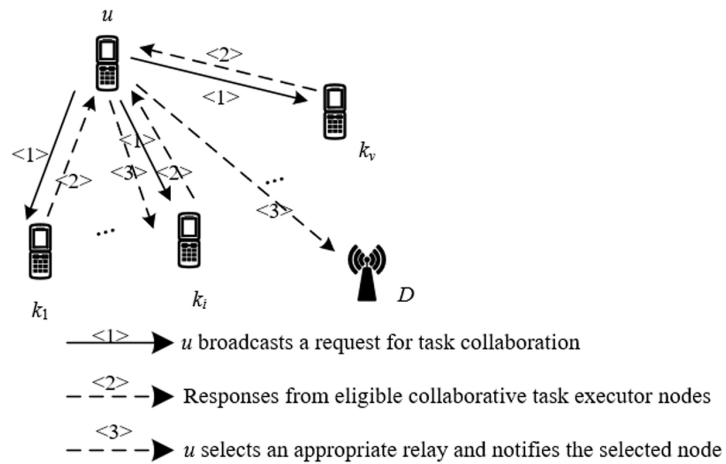 u
<2>
<1>
k_v
<1>
<2>
<1>
<3>
<2>
...
<3>
...
k_1
k_i
D
<1> u broadcasts a request for task collaboration
<2> Responses from eligible collaborative task executor nodes
<3> u selects an appropriate relay and notifies the selected node